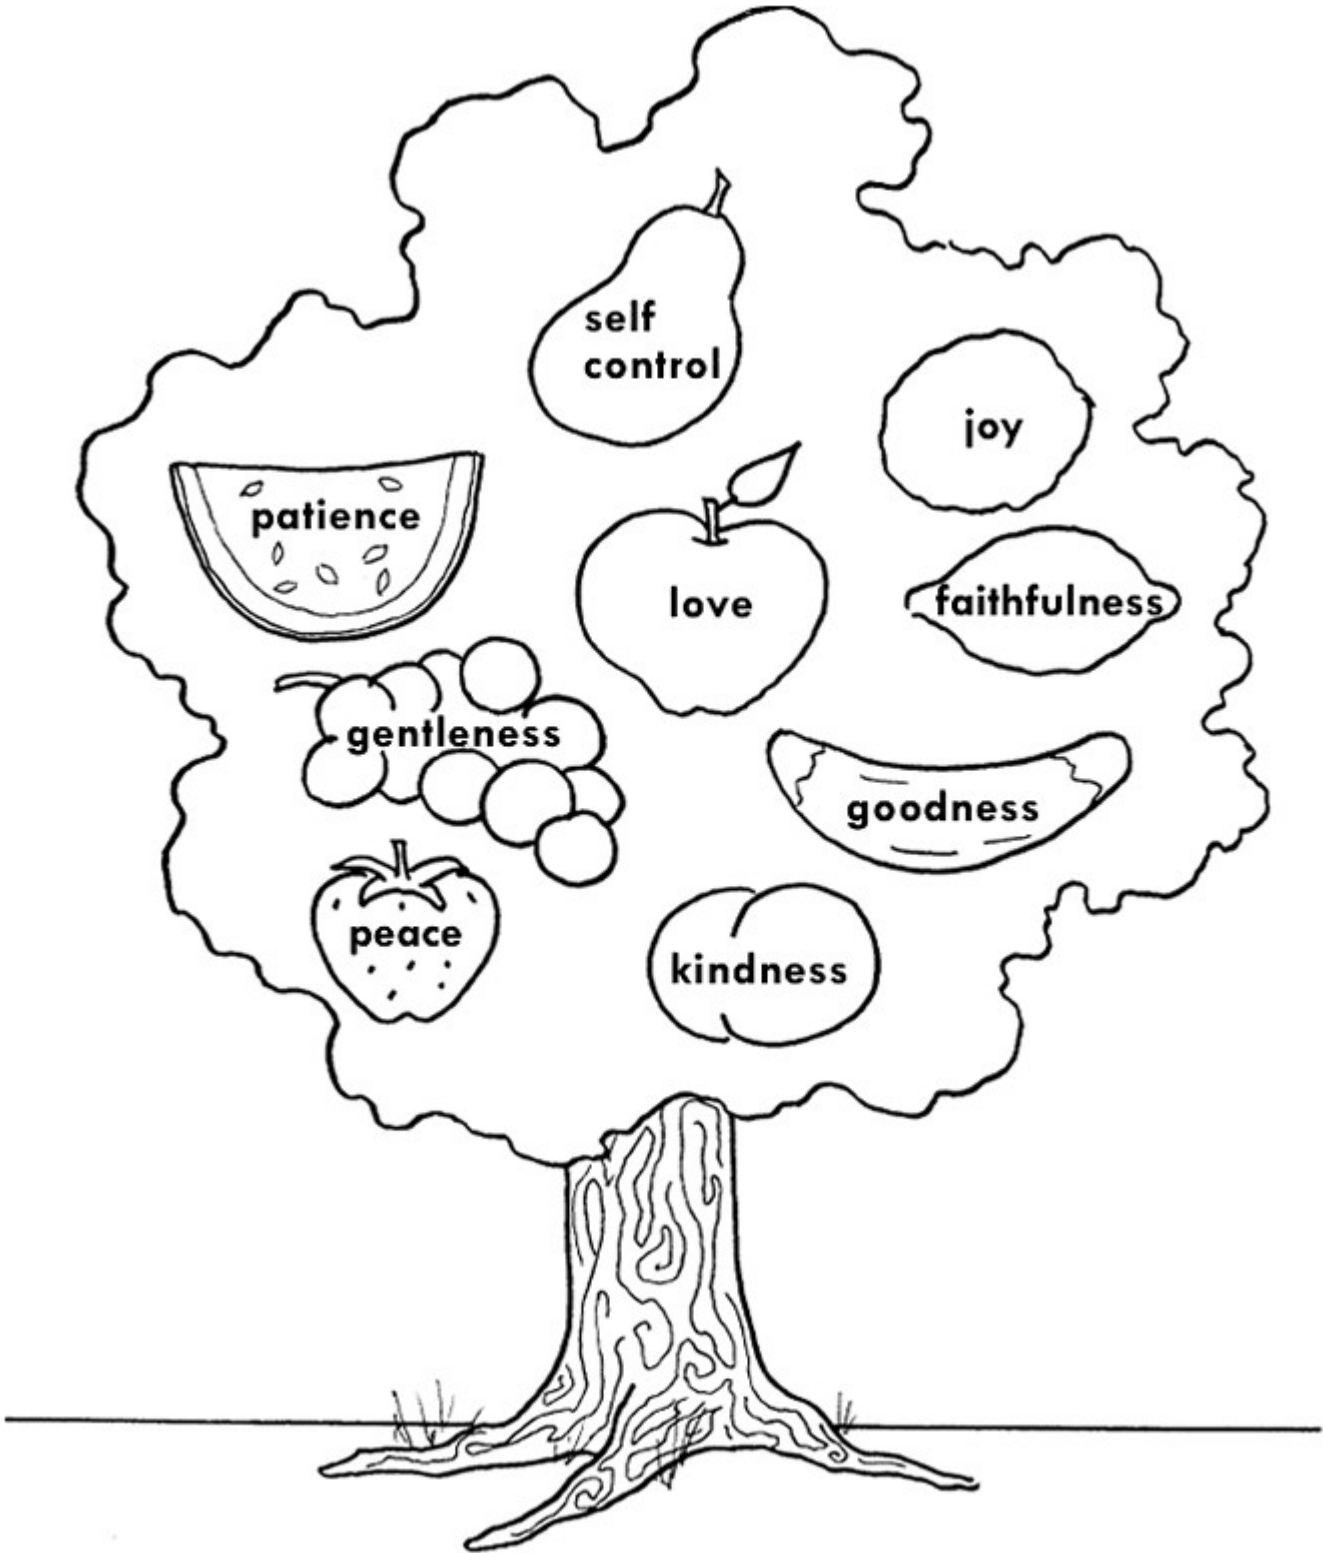 self
control
joy
patience
love
faithfulness
gentleness
goodness
peace
kindness